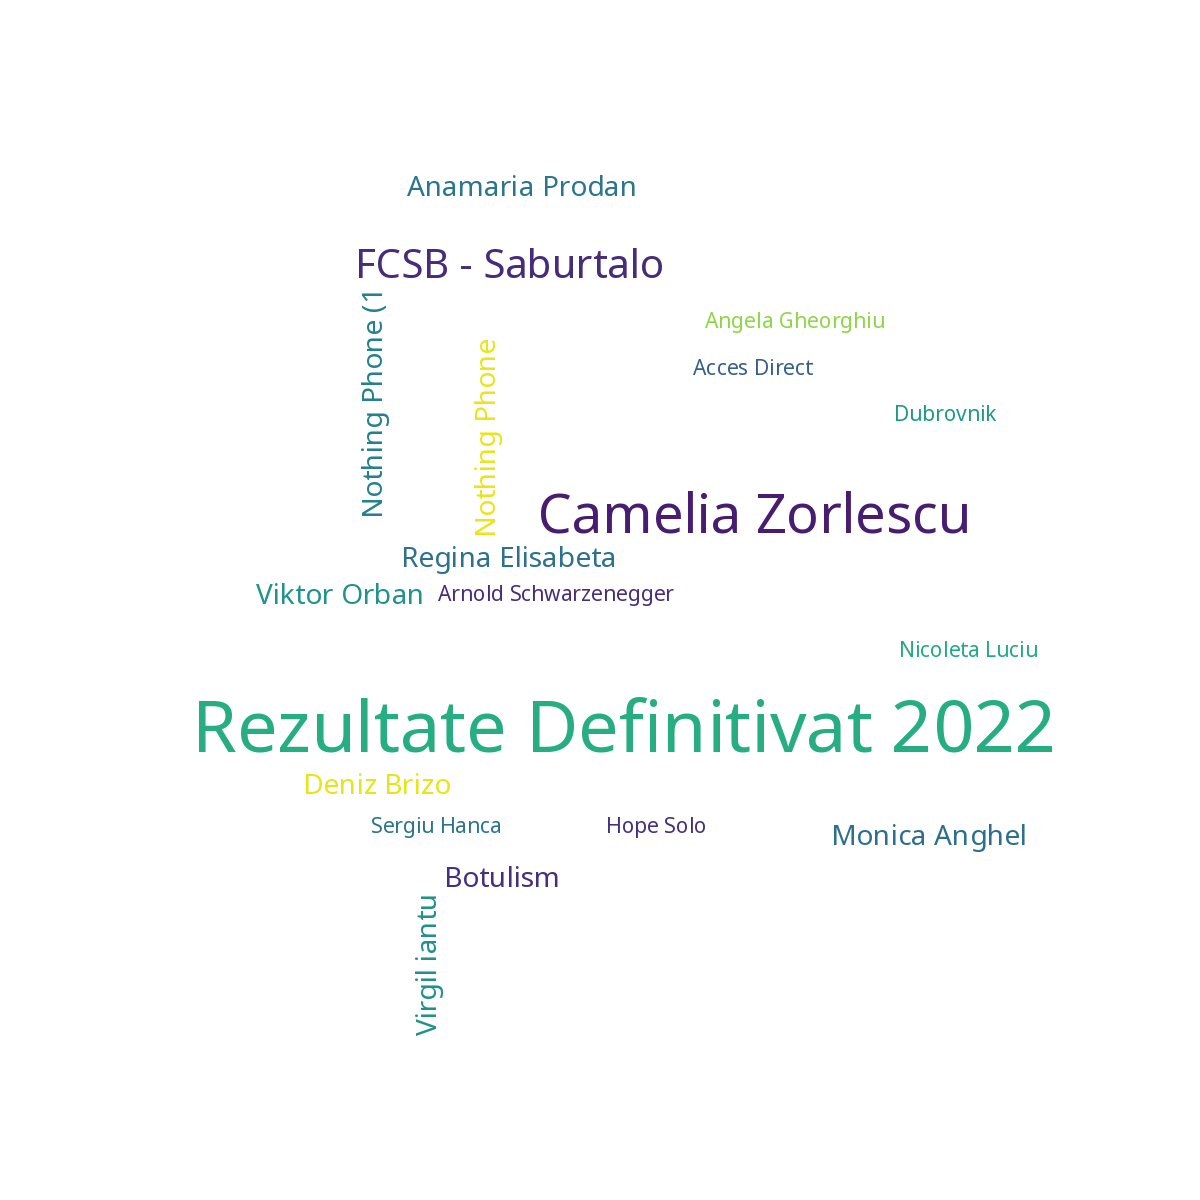 Anamaria Prodan
FCSB - Saburtalo
Nothing Phone (1
Angela Gheorghiu
Nothing Phone
Acces Direct
Dubrovnik
Camelia Zorlescu
Regina Elisabeta
Viktor Orban
Arnold Schwarzenegger
Nicoleta Luciu
Rezultate Definitivat 2022
Deniz Brizo
Sergiu Hanca
Hope Solo
Monica Anghel
Botulism
Virgil iantu